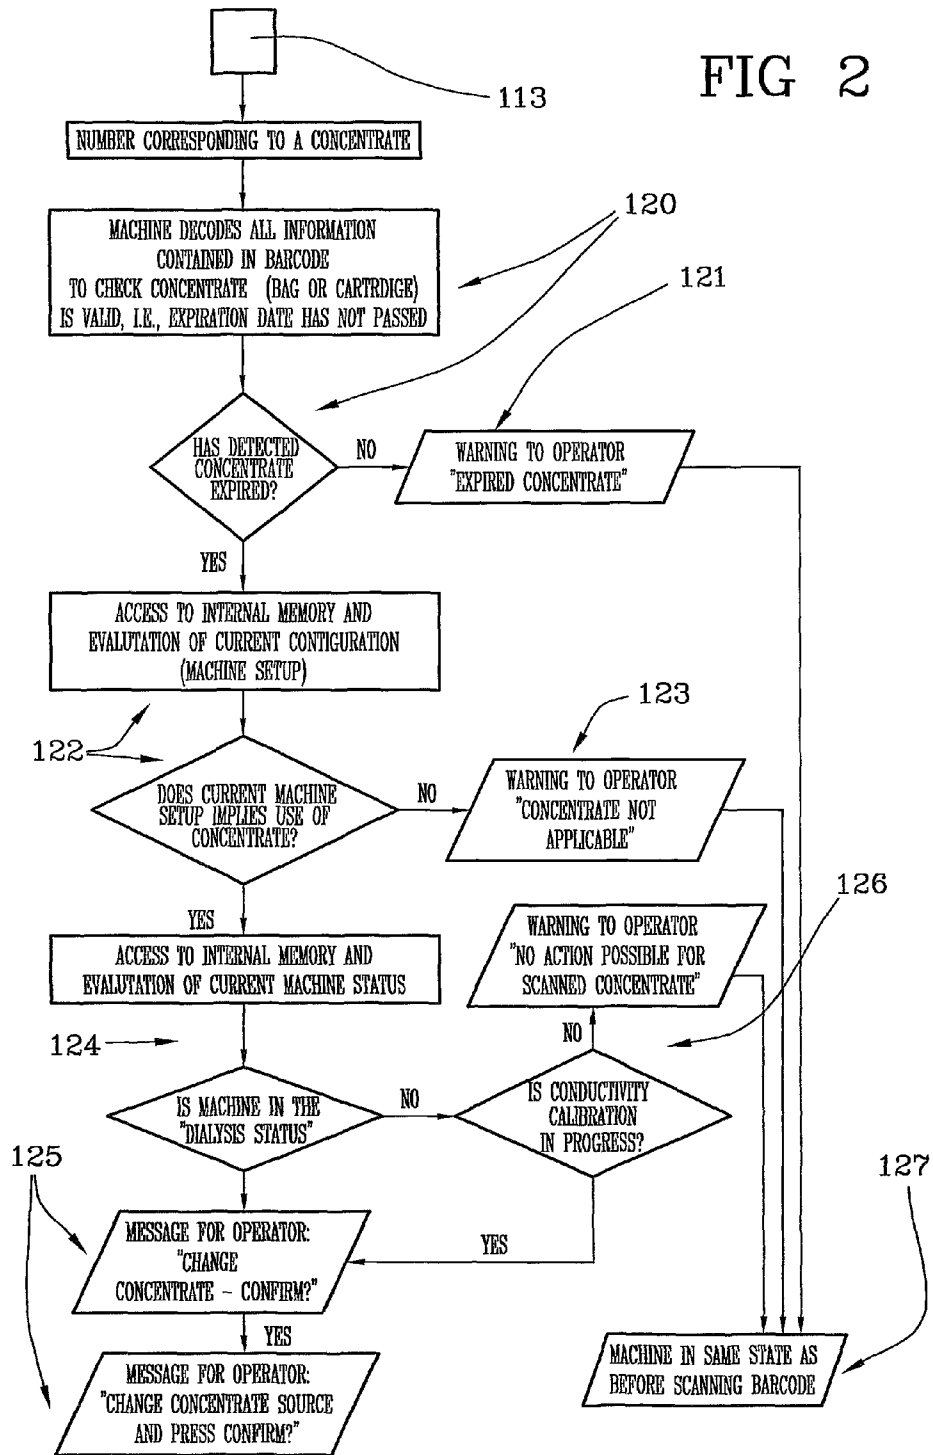 FIG 2
113
NUMBER CORRESPONDING TO A CONCENTRATE
120
MACHINE DECODES ALL INFORMATION
CONTAINED IN BARCODE
TO CHECK CONCENTRATE (BAG OR CARTRDIGE)
IS VALID, I.E., EXPIRATION DATE HAS NOT PASSED
121
HAS DETECTED
CONCENTRATE
EXPIRED?
NO
WARNING TO OPERATOR
"EXPIRED CONCENTRATE"
YES
ACCESS TO INTERNAL MEMORY AND
EVALUTATION OF CURRENT CONTIGURATION
(MACHINE SETUP)
122
123
DOES CURRENT MACHINE
SETUP IMPLIES USE OF
CONCENTRATE?
NO
WARNING TO OPERATOR
"CONCENTRATE NOT
APPLICABLE"
YES
126
ACCESS TO INTERNAL MEMORY AND
EVALUTATION OF CURRENT MACHINE STATUS
WARNING TO OPERATOR
"NO ACTION POSSIBLE FOR
SCANNED CONCENTRATE"
124
NO
IS MACHINE IN THE
"DIALYSIS STATUS"
NO
IS CONDUCTIVITY
CALIBRATION
IN PROGRESS?
125
127
MESSAGE FOR OPERATOR:
"CHANGE
CONCENTRATE - CONFIRM?"
YES
YES
MESSAGE FOR OPERATOR:
"CHANGE CONCENTRATE SOURCE
AND PRESS CONFIRM?"
MACHINE IN SAME STATE AS
BEFORE SCANNING BARCODE